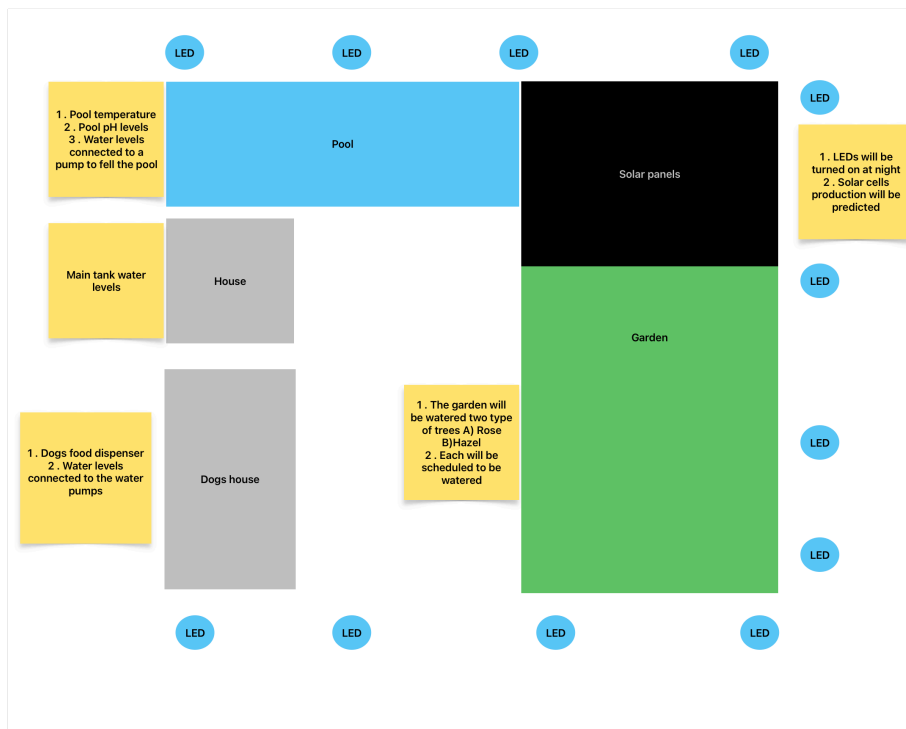 LED
LED
LED
LED
LED
1 . Pool temperature
2 . Pool pH levels
3 . Water levels
connected to a
pump to fell the pool
Pool
Solar panels
1 . LEDs will be
turned on at night
2 . Solar cells
production will be
predicted
Main tank water
levels
House
LED
Garden
1 . The garden will
be watered two type
of trees A) Rose
B)Hazel
2 . Each will be
scheduled to be
watered
LED
1 . Dogs food dispenser
2 . Water levels
connected to the water
pumps
Dogs house
LED
LED
LED
LED
LED